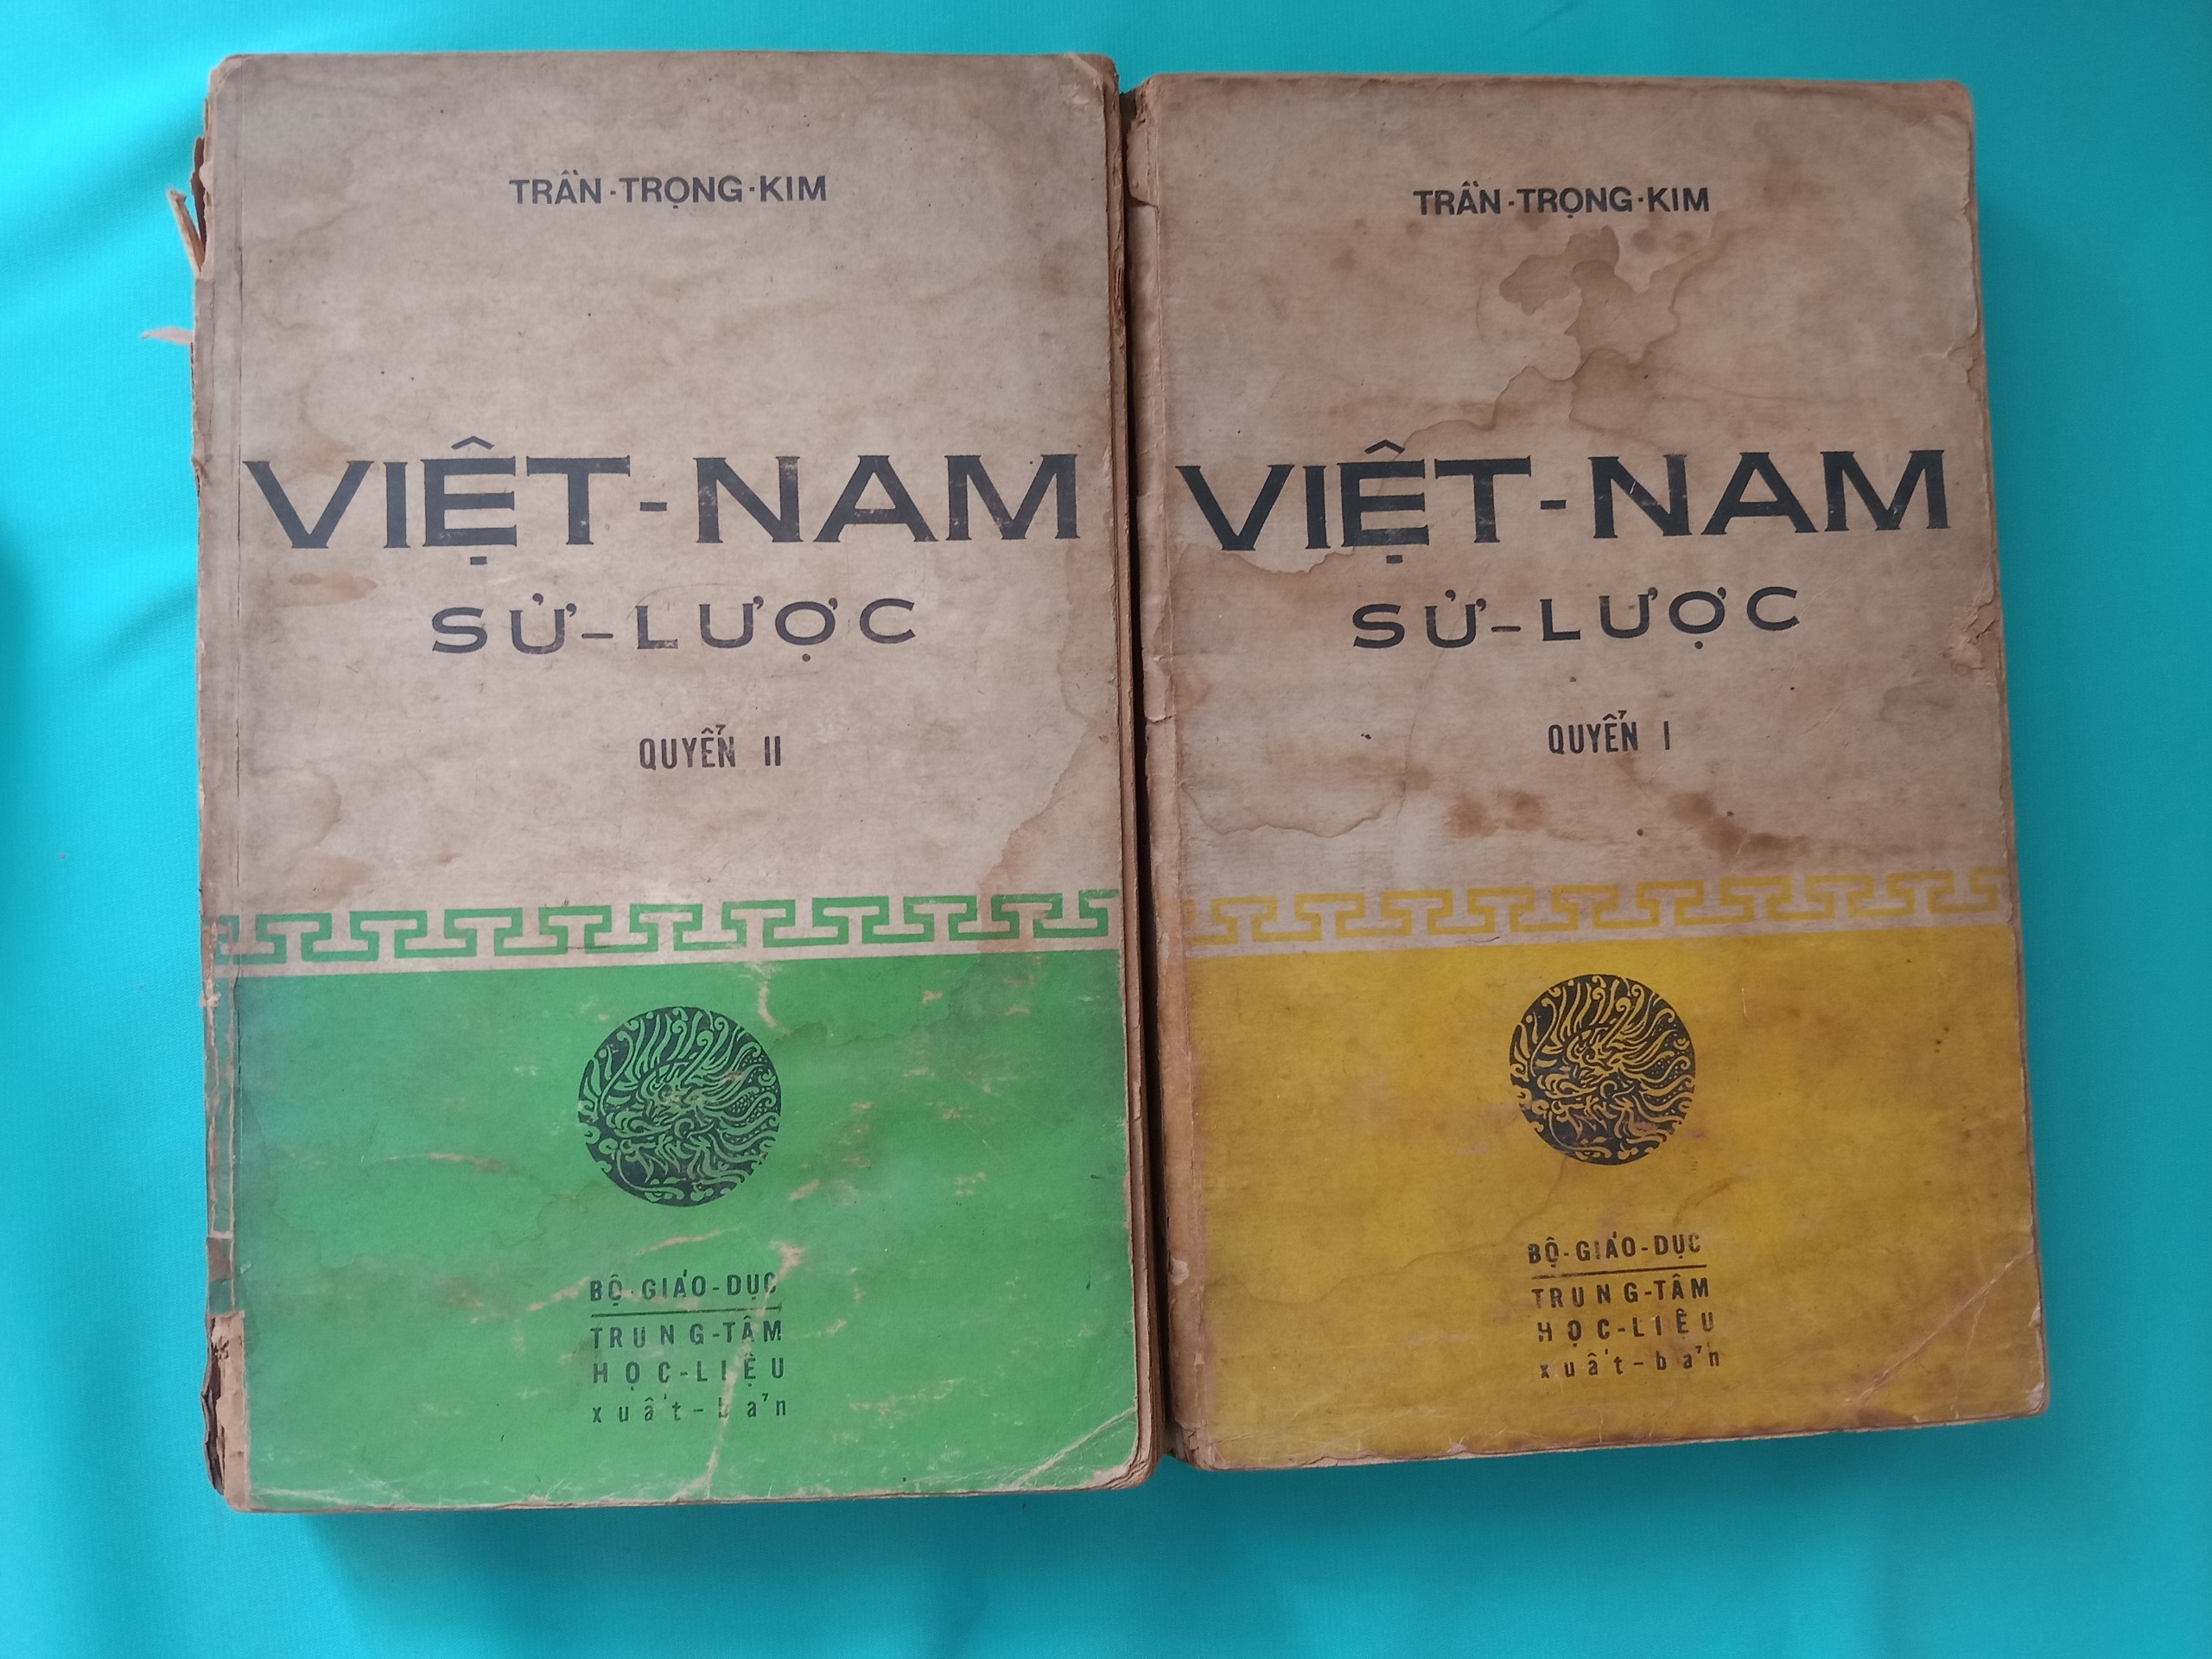 TRẦN·TRỌNG·KIM
VIỆT-NAM
SỬ-LƯỢC
QUYỂN II
BỘ-GIÁO-DỤC
TRUNG-TÂM
HỌC-LIỆU
xuất-bản
TRẦN·TRỌNG·KIM
VIỆT-NAM
SỬ-LƯỢC
QUYỂN I
BỘ-GIÁO-DỤC
TRUNG-TÂM
HỌC-LIỆU
xuất-bản